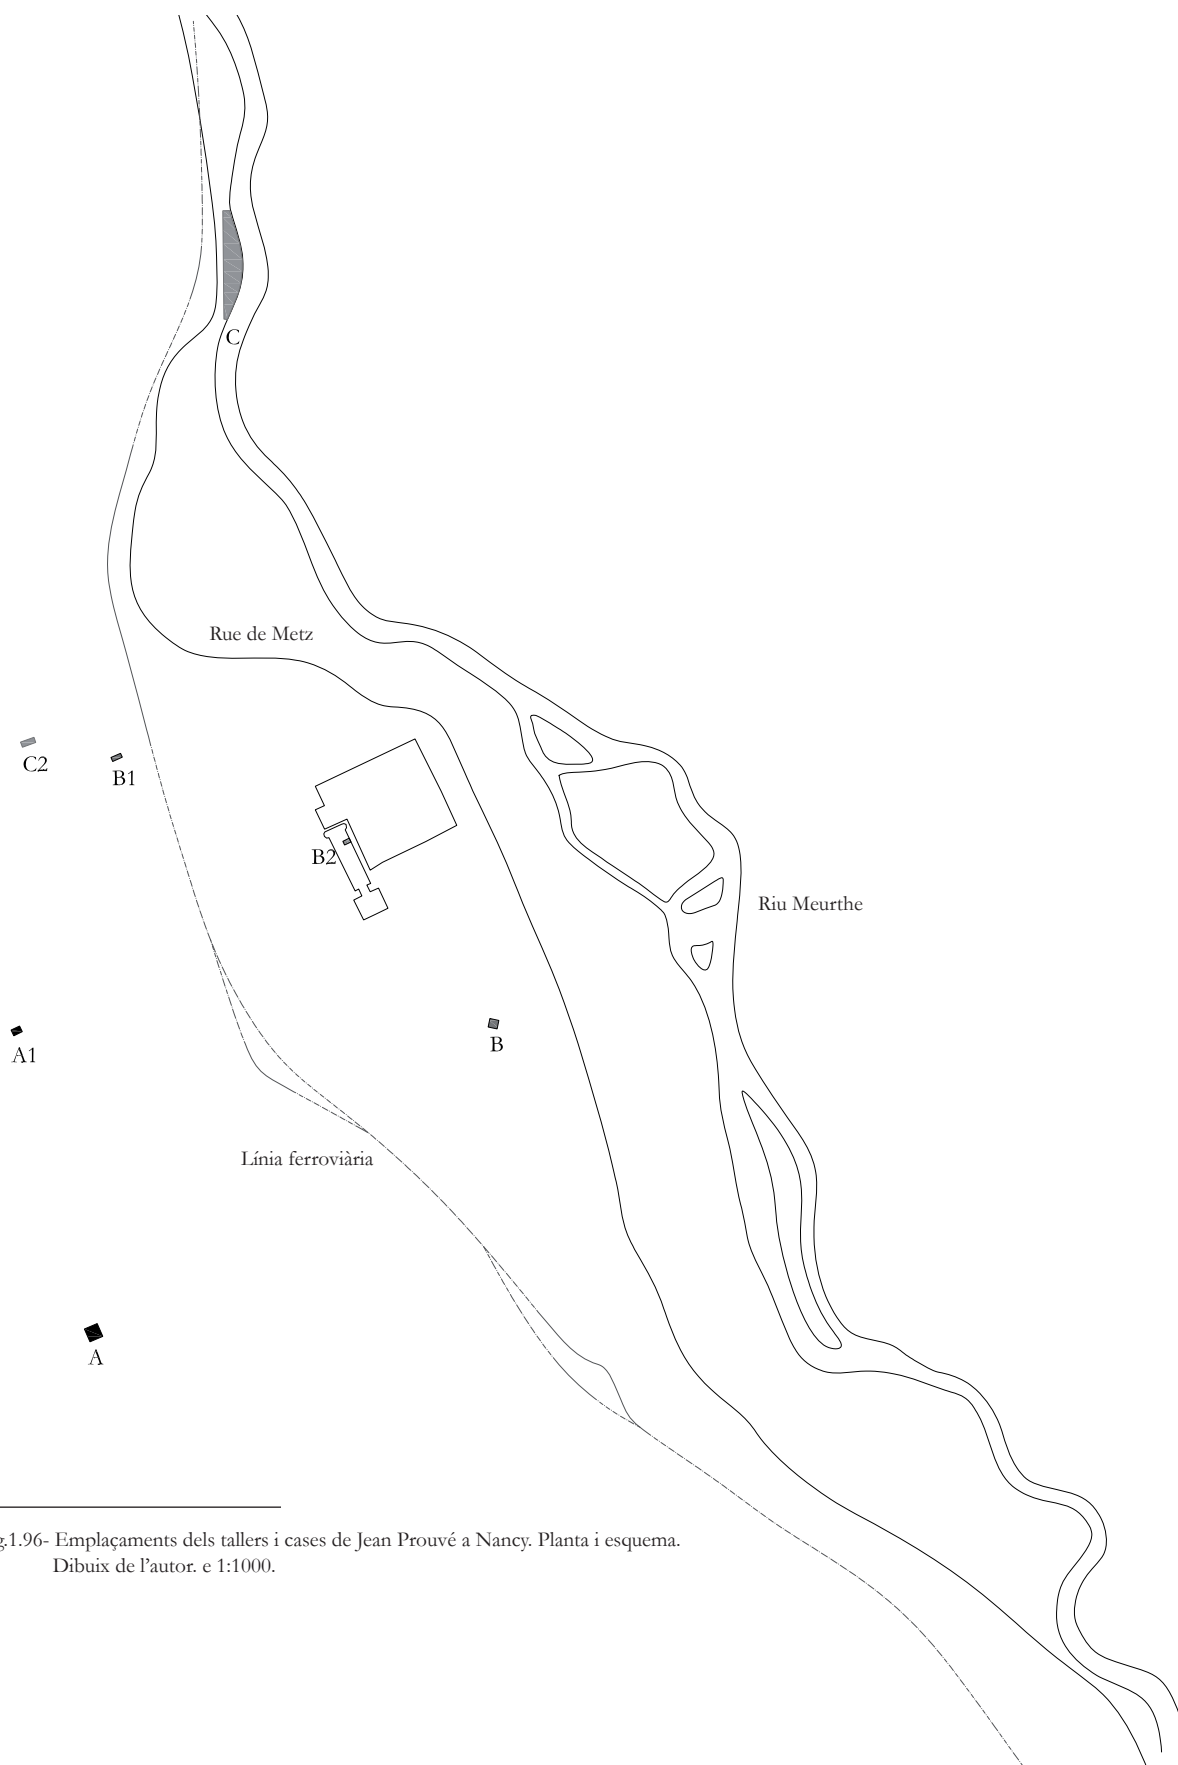 C
Rue de Metz
C2
B1
B2
Riu Meurthe
A1
B
Línia ferroviària
A
g.1.96- Emplaçaments dels tallers i cases de Jean Prouvé a Nancy. Planta i esquema.
Dibuix de l'autor. e 1:1000.